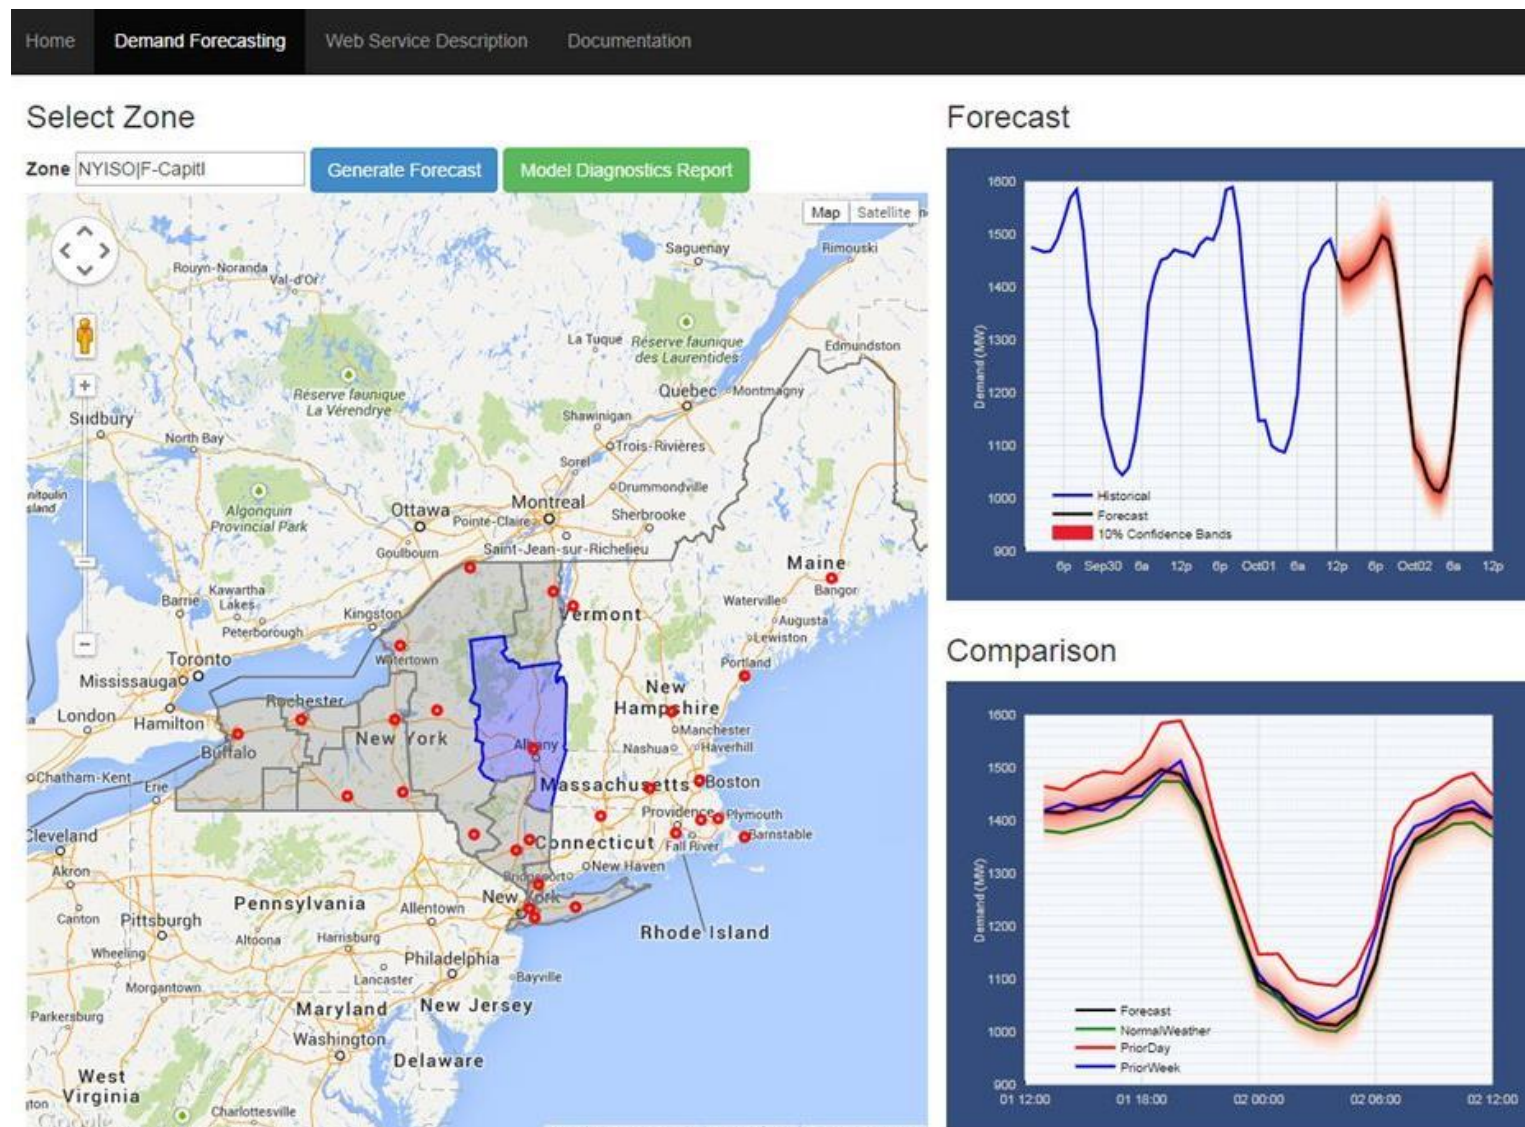 Home Demand Forecasting Web Service Description Documentation
Select Zone
Zone NYISO|F-Capitl Generate Forecast Model Diagnostics Report
Map Satellite
Saguenay
Rimouski
Rouyn-Noranda
Val-d'Or
La Tuque
Réserve faunique
des Laurentides
Edmundston
Réserve faunique
La Vérendrye
Quebec
Montmagny
Sudbury
Shawinigan
North Bay
Trois-Rivières
Sorel
Drummondville
Algonquin
Provincial Park
Ottawa
Montreal
Pointe-Claire
Sherbrooke
Goulbourn
Saint-Jean-sur-Richelieu
Maine
Bangor
Barrie
Kawartha
Lakes
Kingston
Vermont
Waterville
Augusta
Peterborough
Lewiston
Toronto
Watertown
Portland
Mississauga
New
Hampshire
Rochester
London
Hamilton
Manchester
New York
Buffalo
Albany
Nashua
Haverhill
Chatham-Kent
Erie
Massachusetts
Boston
Providence
Plymouth
Cleveland
Connecticut
Fall River
Barnstable
Akron
New Haven
Bridgeport
Pennsylvania
Allentown
New York
Canton
Pittsburgh
Altoona
Harrisburg
Rhode Island
Wheeling
Philadelphia
Lancaster
Bayville
Morgantown
Maryland
New Jersey
Parkersburg
Washington
Delaware
West
Virginia
Charlottesville
Google
Forecast
1600
1500
1400
1300
1200
1100
1000
900
Demand (MW)
Historical
Forecast
10% Confidence Bands
6p Sep30 6a 12p 6p Oct01 6a 12p 6p Oct02 6a 12p
Comparison
1600
1500
1400
1300
1200
1100
1000
900
Demand (MW)
Forecast
NormalWeather
PriorDay
PriorWeek
01 12:00 01 18:00 02 00:00 02 06:00 02 12:00